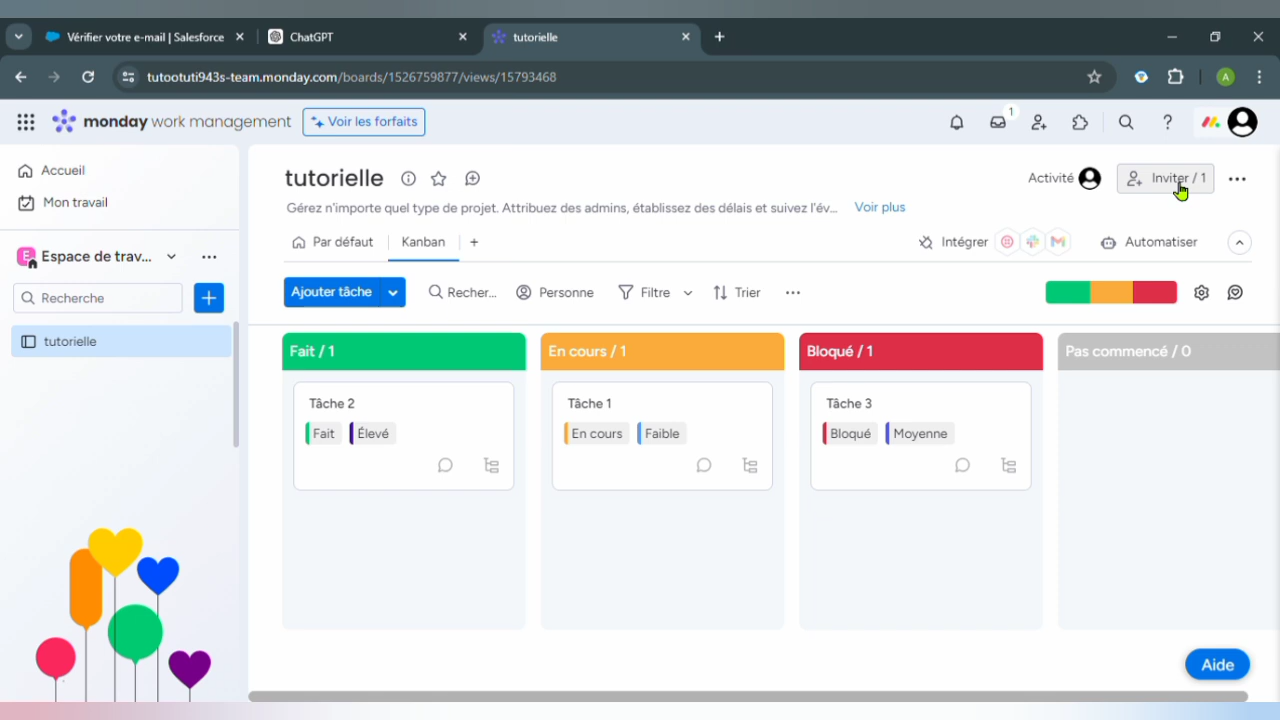 Vérifier votre e-mail | Salesforce
ChatGPT
tutorielle
tutootuti943s-team.monday.com/boards/1526759877/views/15793468
A
monday work management
Voir les forfaits
1
Accueil
Mon travail
E
Espace de trav...
Recherche
tutorielle
tutorielle
Activité
Inviter / 1
Gérez n'importe quel type de projet. Attribuez des admins, établissez des délais et suivez l'év...
Voir plus
Par défaut
Kanban
Intégrer
Automatiser
Ajouter tâche
Recher...
Personne
Filtre
Trier
Fait / 1
En cours / 1
Bloqué / 1
Pas commencé / 0
Tâche 2
Fait
Élevé
Tâche 1
En cours
Faible
Tâche 3
Bloqué
Moyenne
Aide